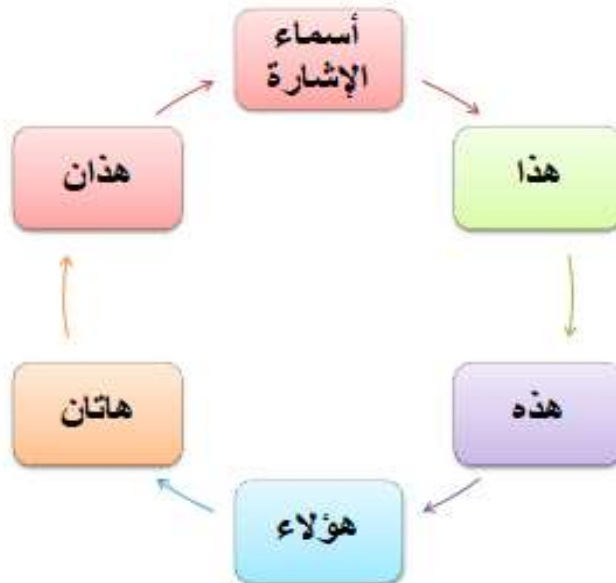 أسماء
الإشارة
هذا
هذه
هؤلاء
هاتان
هذان